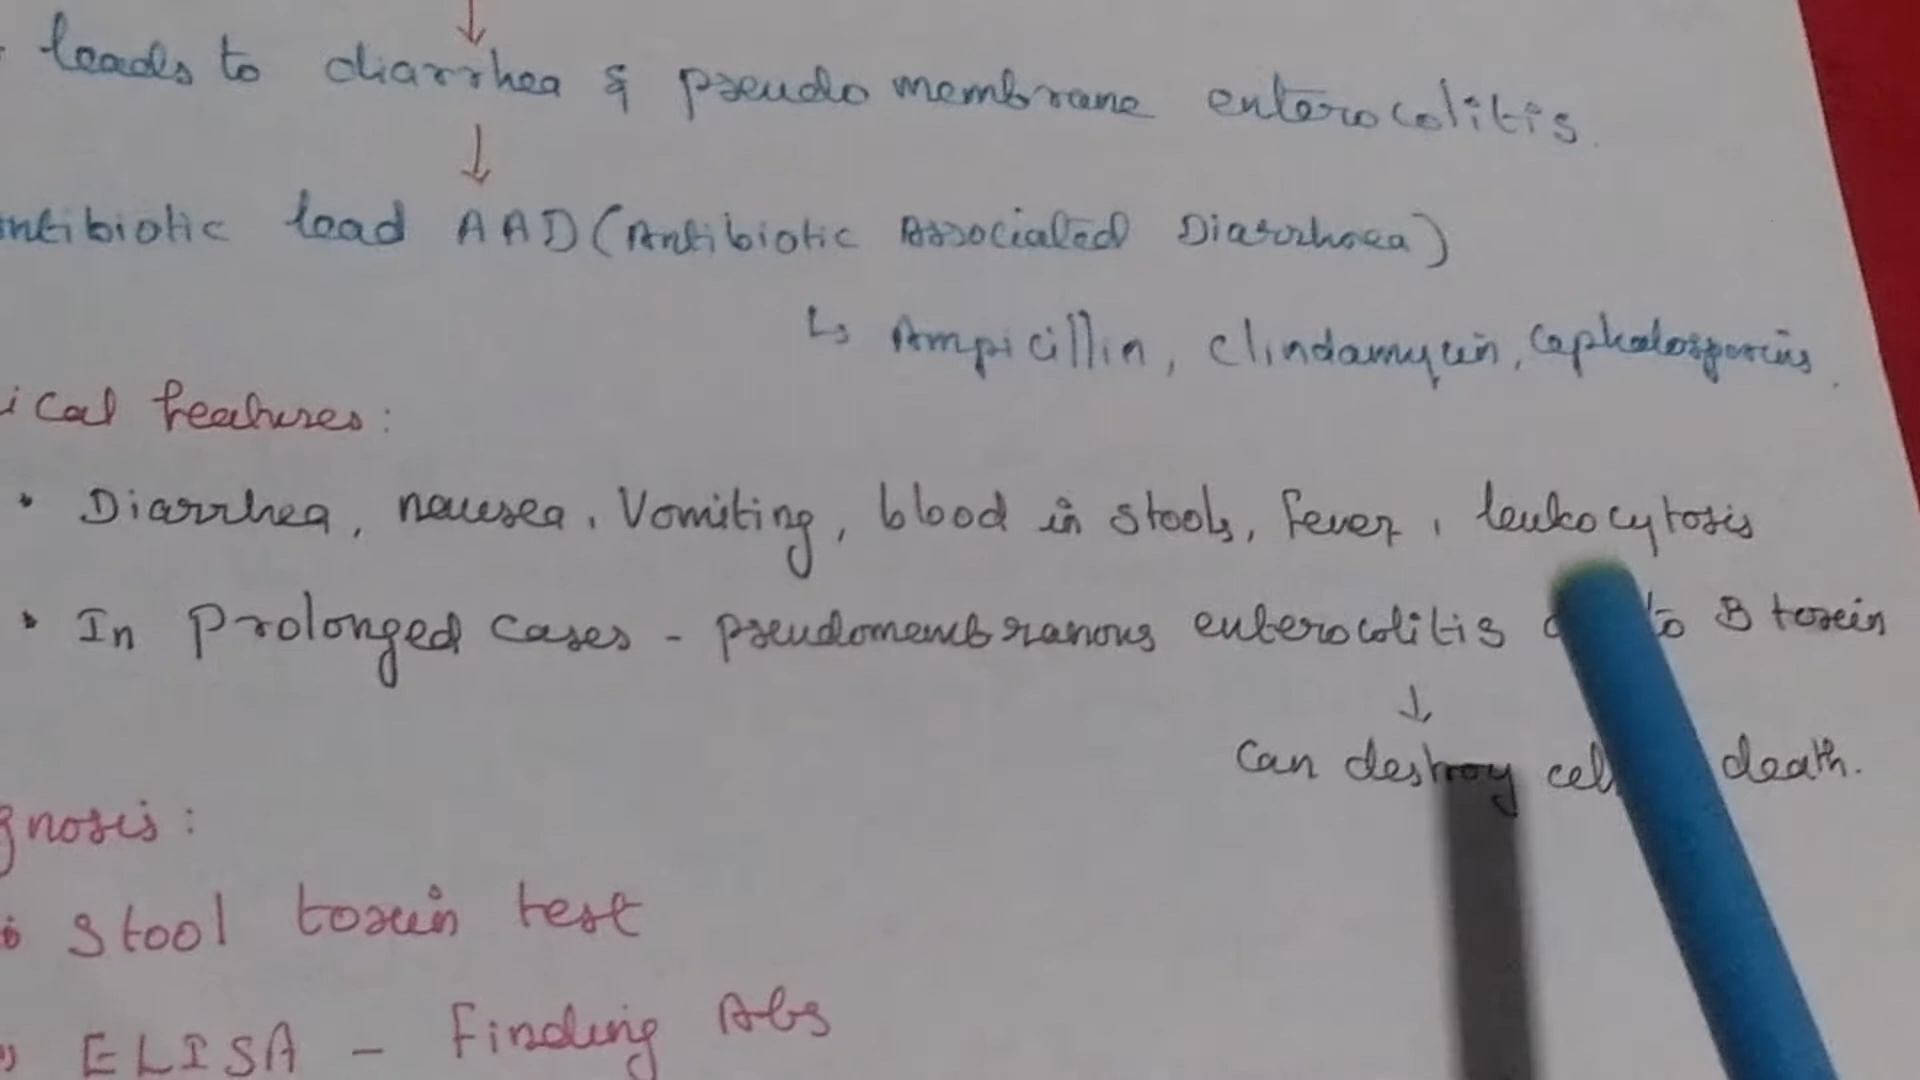 leads to diarrhea & pseudo membrane enterocolitis.
ntibiotic lead AAD (Antibiotic Associated Diarrhoea)
↳ Ampicillin, clindamycin, Cephalosporins.
ical features:
• Diarrhea, nausea, Vomiting, blood in stools, fever, leukocytosis
• In prolonged cases - pseudomembranous enterocolitis to B toxin
↓
Can destroy cel death.
gnosis:
Stool toxin test
ELISA - Finding Abs